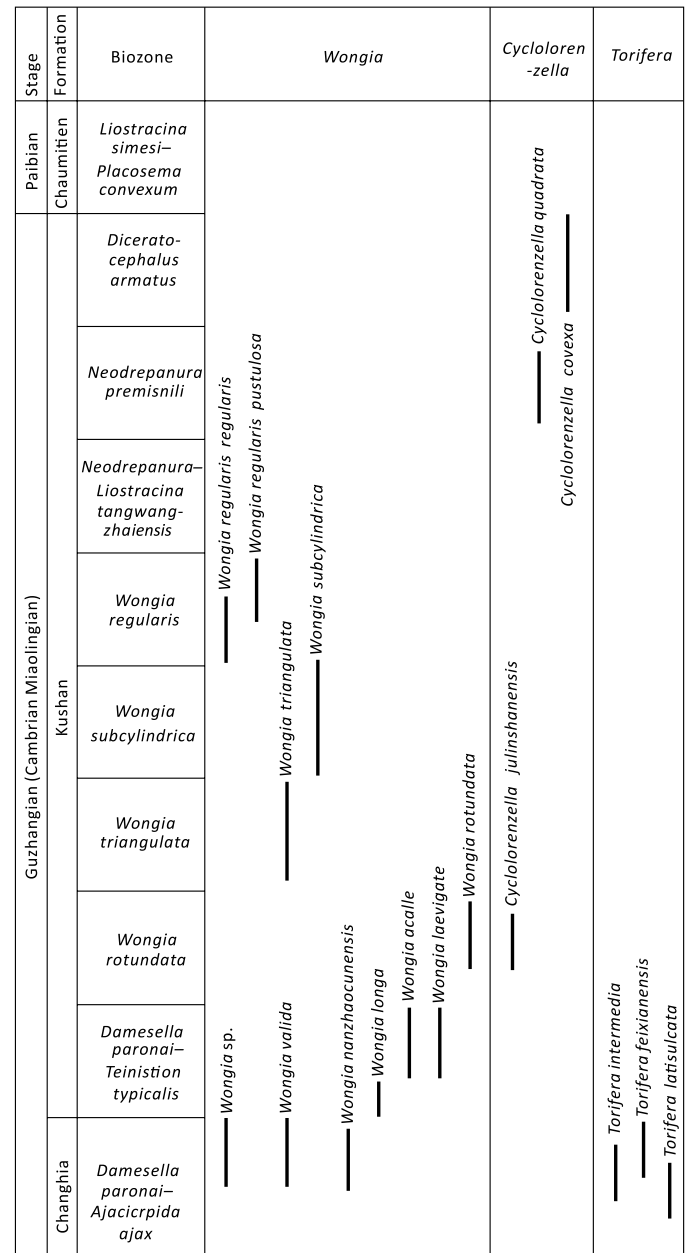 Stage
Formation
Biozone
Wongia
Cycloloren
-zella
Torifera
Paibian
Chaumitien
Liostracina
simesi–
Placosema
convexum
Guzhangian (Cambrian Miaolingian)
Kushan
Dicerato-
cephalus
armatus
Neodrepanura
premisnili
Neodrepanura–
Liostracina
tangwang-
zhaiensis
Wongia
regularis
Wongia
subcylindrica
Wongia
triangulata
Wongia
rotundata
Damesella
paronai–
Teinistion
typicalis
Changhia
Damesella
paronai–
Ajacicrpida
ajax
Wongia regularis regularis
Wongia regularis pustulosa
Wongia triangulata
Wongia subcylindrica
Wongia sp.
Wongia valida
Wongia nanzhaocunensis
Wongia longa
Wongia acalle
Wongia laevigate
Wongia rotundata
Cyclolorenzella julinshanensis
Cyclolorenzella quadrata
Cyclolorenzella covexa
Torifera intermedia
Torifera feixianensis
Torifera latisulcata